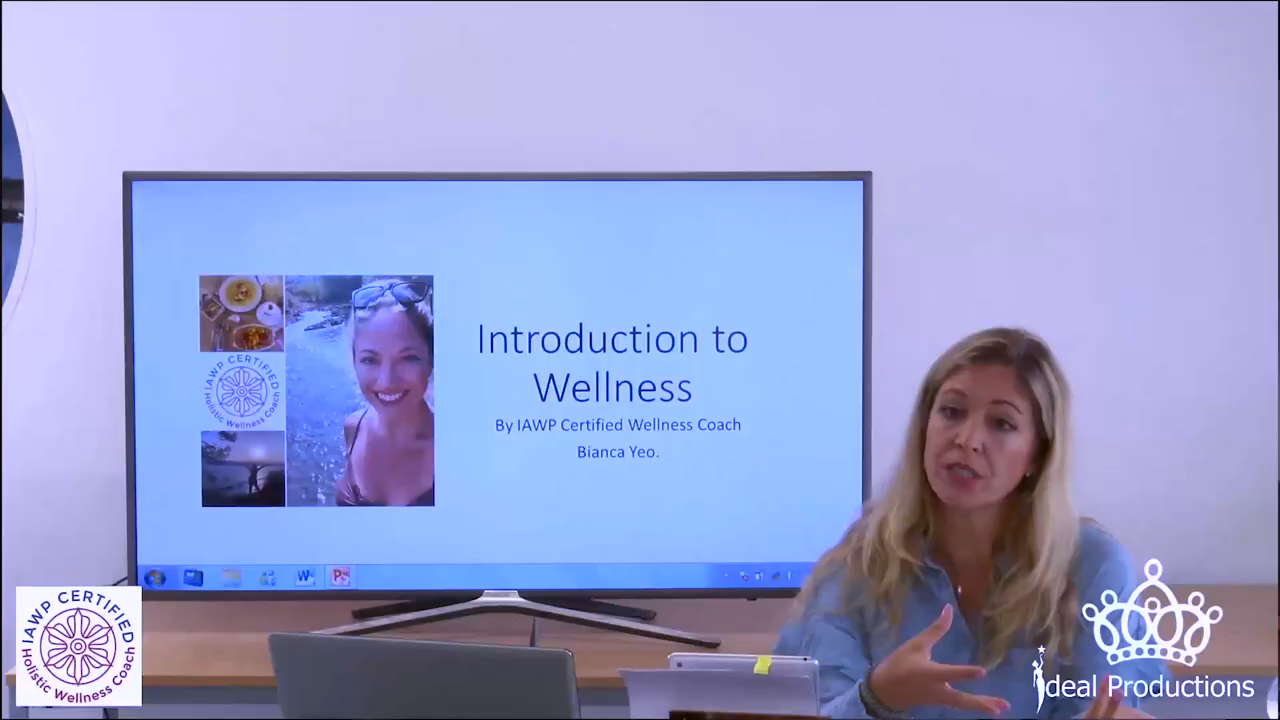 Introduction to
Wellness
By IAWP Certified Wellness Coach
Bianca Yeo.
IAWP CERTIFIED
Holistic Wellness Coach
IAWP CERTIFIED
Holistic Wellness Coach
Ideal Productions